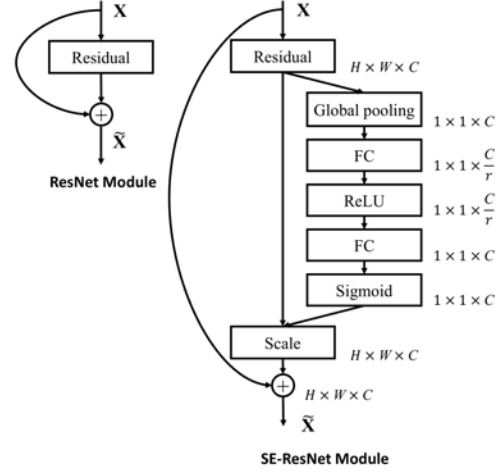 X
Residual
+
X̃
ResNet Module
X
Residual
H × W × C
Global pooling
1 × 1 × C
FC
1 × 1 × C/r
ReLU
1 × 1 × C/r
FC
1 × 1 × C
Sigmoid
1 × 1 × C
Scale
H × W × C
+
H × W × C
X̃
SE-ResNet Module